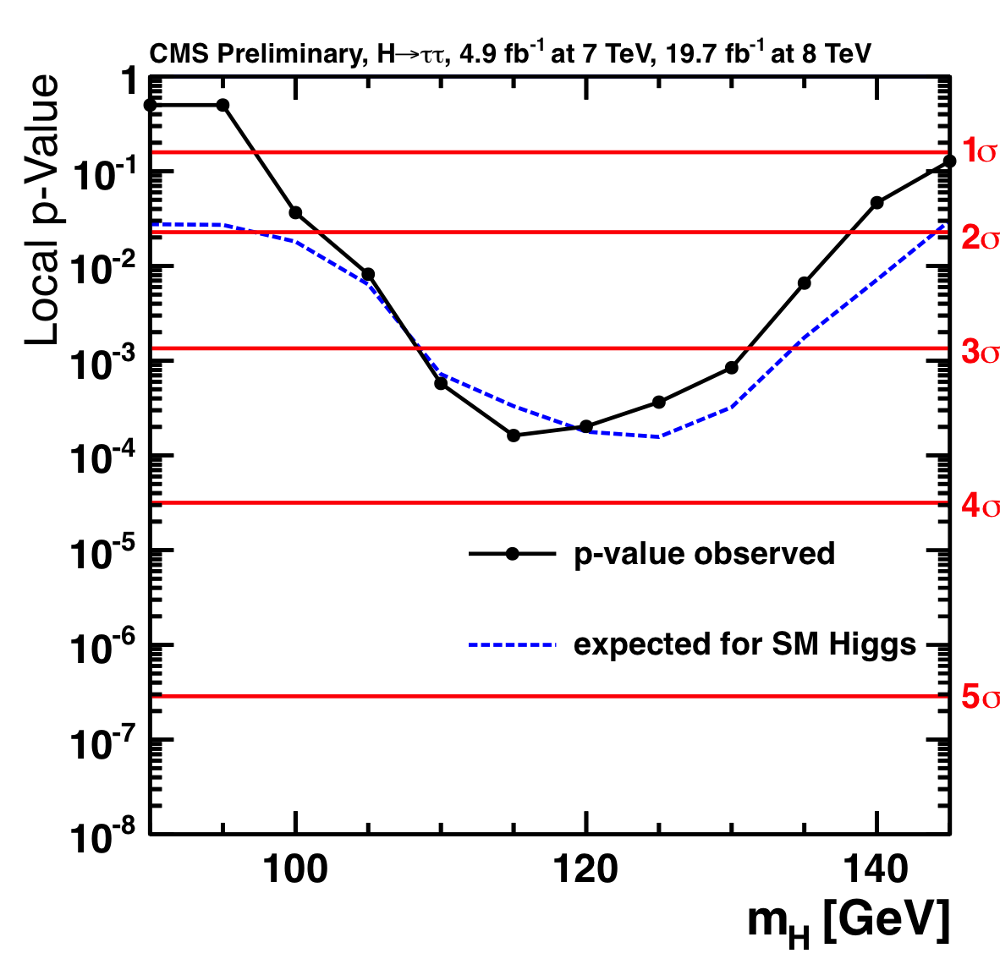 CMS Preliminary, H→ττ, 4.9 fb⁻¹ at 7 TeV, 19.7 fb⁻¹ at 8 TeV
Local p-Value
1
10⁻¹
10⁻²
10⁻³
10⁻⁴
10⁻⁵
10⁻⁶
10⁻⁷
10⁻⁸
1σ
2σ
3σ
4σ
5σ
p-value observed
expected for SM Higgs
100 120 140
m_H [GeV]